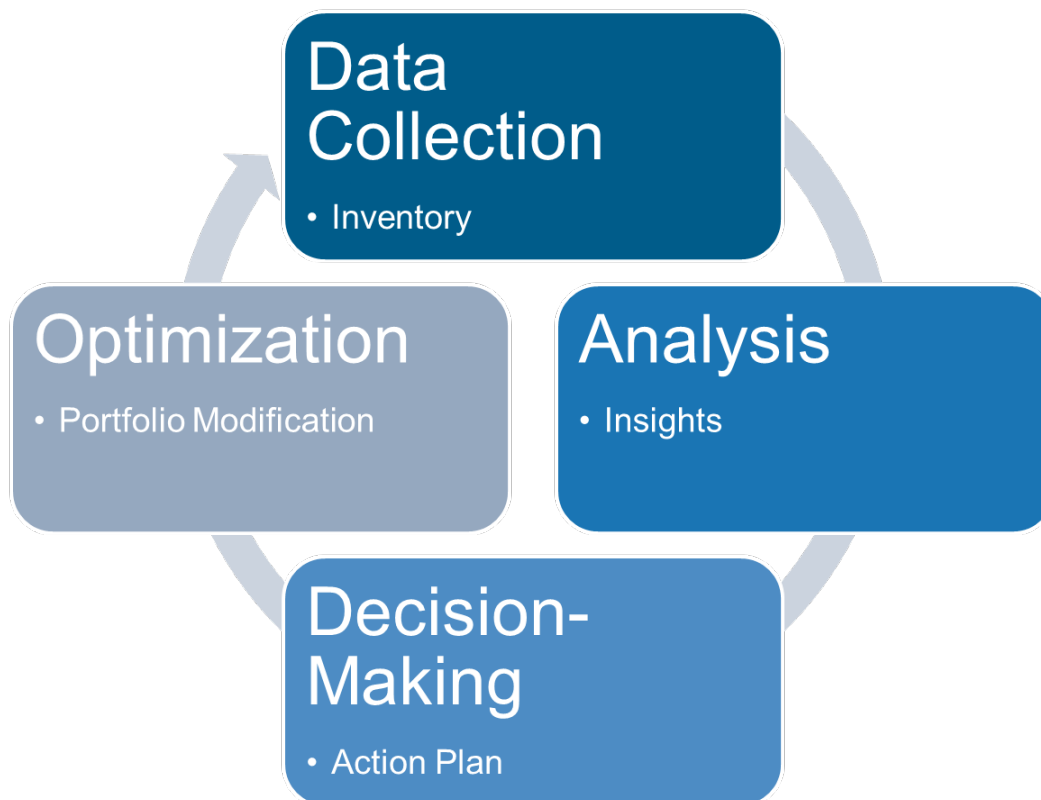 Data
Collection
• Inventory
Optimization
• Portfolio Modification
Analysis
• Insights
Decision-
Making
• Action Plan